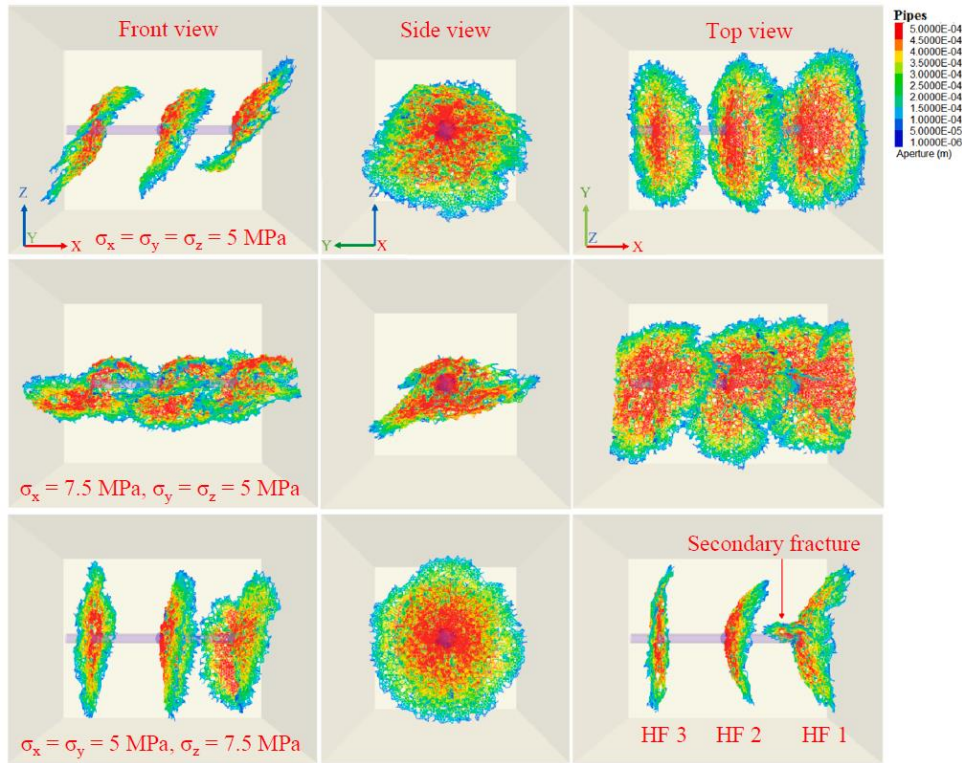 Front view
Side view
Top view
Pipes
5.0000E-04
4.5000E-04
4.0000E-04
3.5000E-04
3.0000E-04
2.5000E-04
2.0000E-04
1.5000E-04
1.0000E-04
5.0000E-05
1.0000E-06
Aperture (m)
Z
Y
X
σx = σy = σz = 5 MPa
Z
Y
X
Y
Z
X
σx = 7.5 MPa, σy = σz = 5 MPa
Secondary fracture
HF 3
HF 2
HF 1
σx = σy = 5 MPa, σz = 7.5 MPa